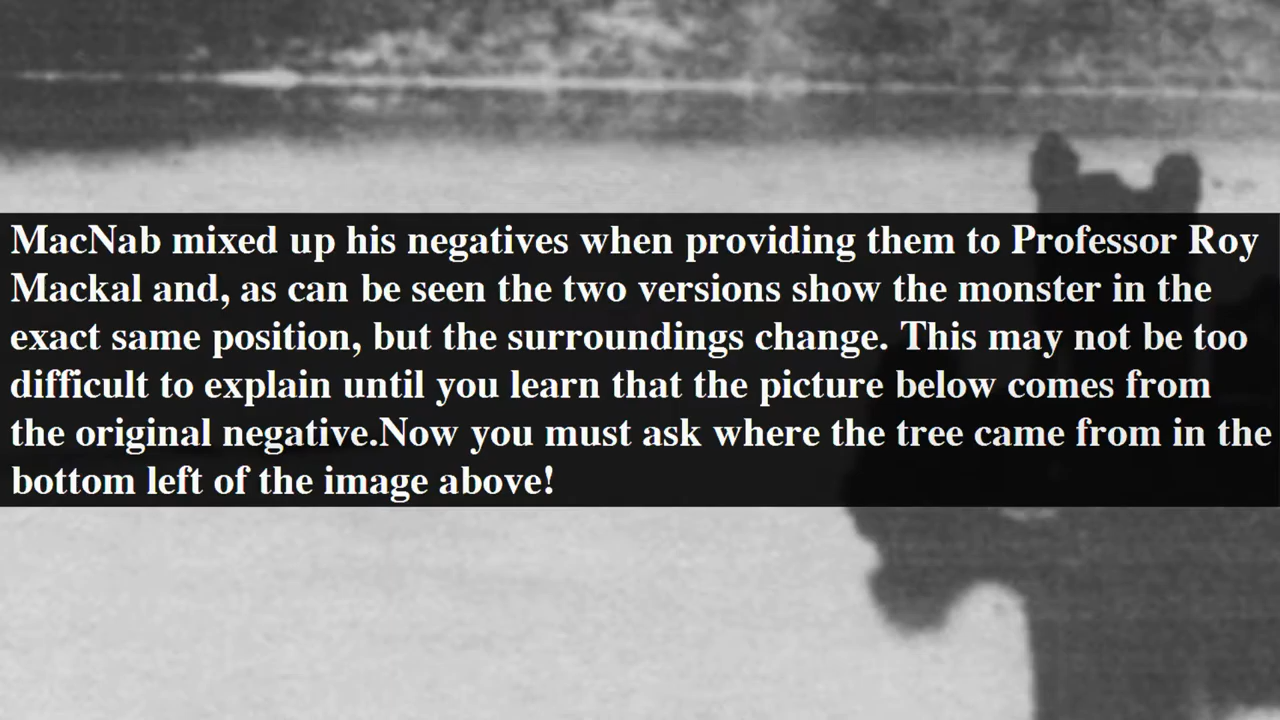 MacNab mixed up his negatives when providing them to Professor Roy
Mackal and, as can be seen the two versions show the monster in the
exact same position, but the surroundings change. This may not be too
difficult to explain until you learn that the picture below comes from
the original negative.Now you must ask where the tree came from in the
bottom left of the image above!